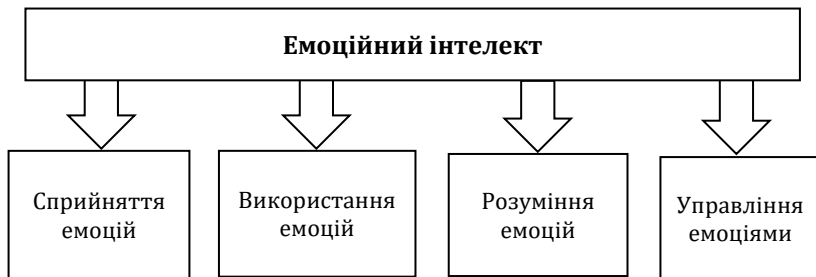 Емоційний інтелект
Сприйняття
емоцій
Використання
емоцій
Розуміння
емоцій
Управління
емоціями